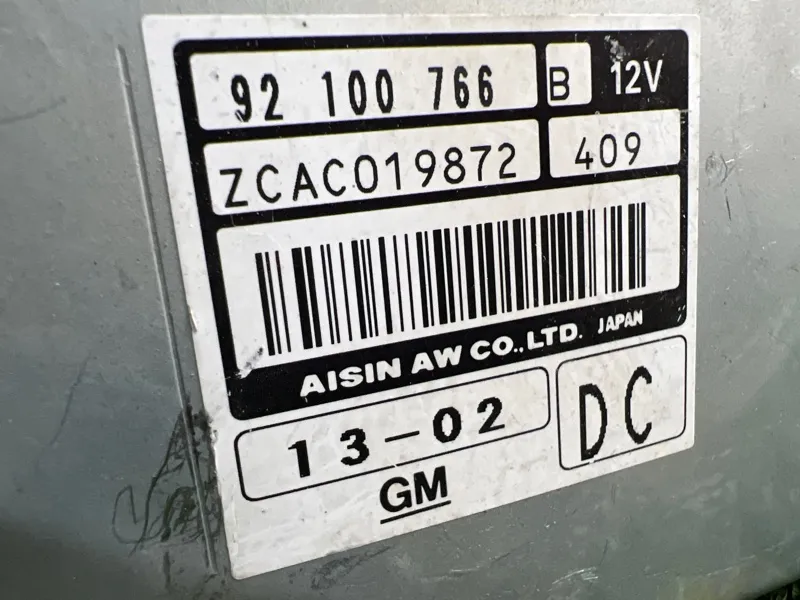 92 100 766 B 12V
ZCAC019872 409
AISIN AW CO.,LTD. JAPAN
13-02 DC
GM